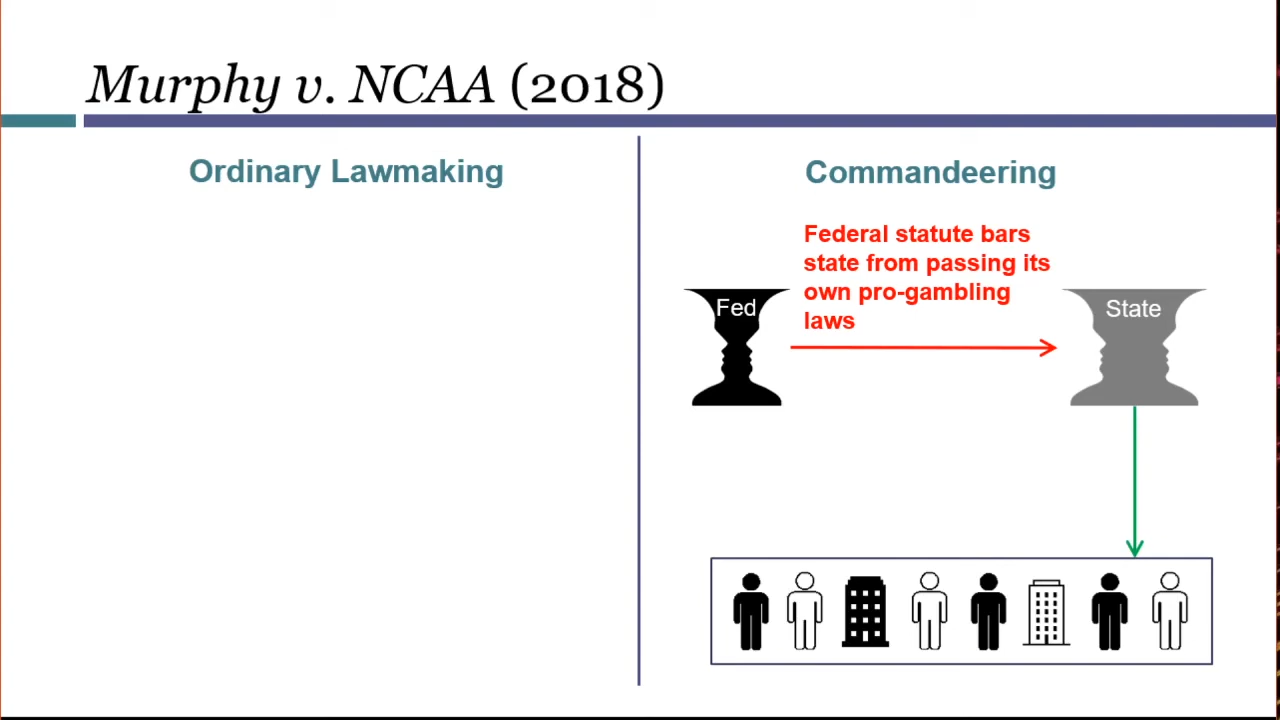 Murphy v. NCAA (2018)
Ordinary Lawmaking
Commandeering
Federal statute bars
state from passing its
own pro-gambling
laws
Fed
State